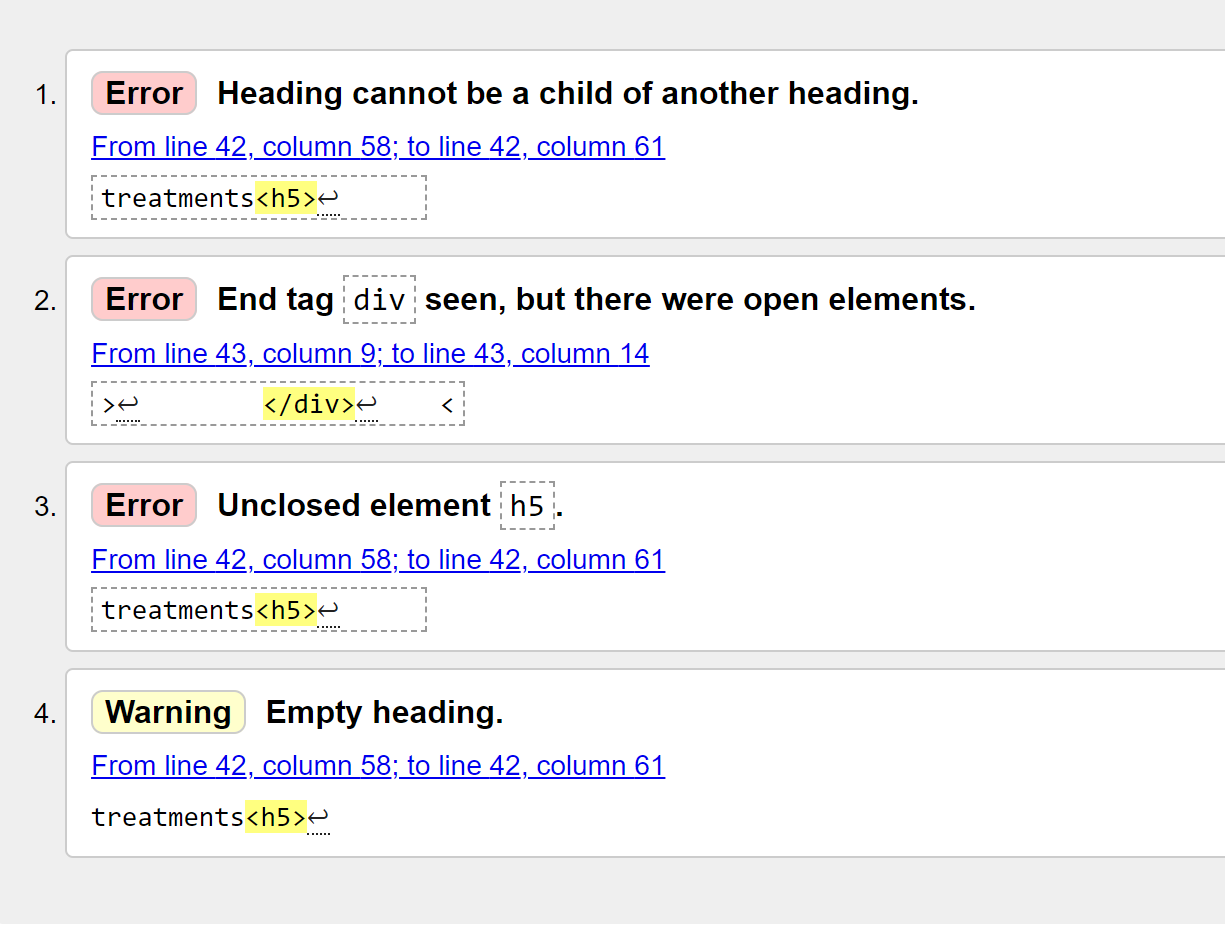 1. Error Heading cannot be a child of another heading.
From line 42, column 58; to line 42, column 61
treatments<h5>↩
2. Error End tag div seen, but there were open elements.
From line 43, column 9; to line 43, column 14
>↩ </div>↩ <
3. Error Unclosed element h5.
From line 42, column 58; to line 42, column 61
treatments<h5>↩
4. Warning Empty heading.
From line 42, column 58; to line 42, column 61
treatments<h5>↩